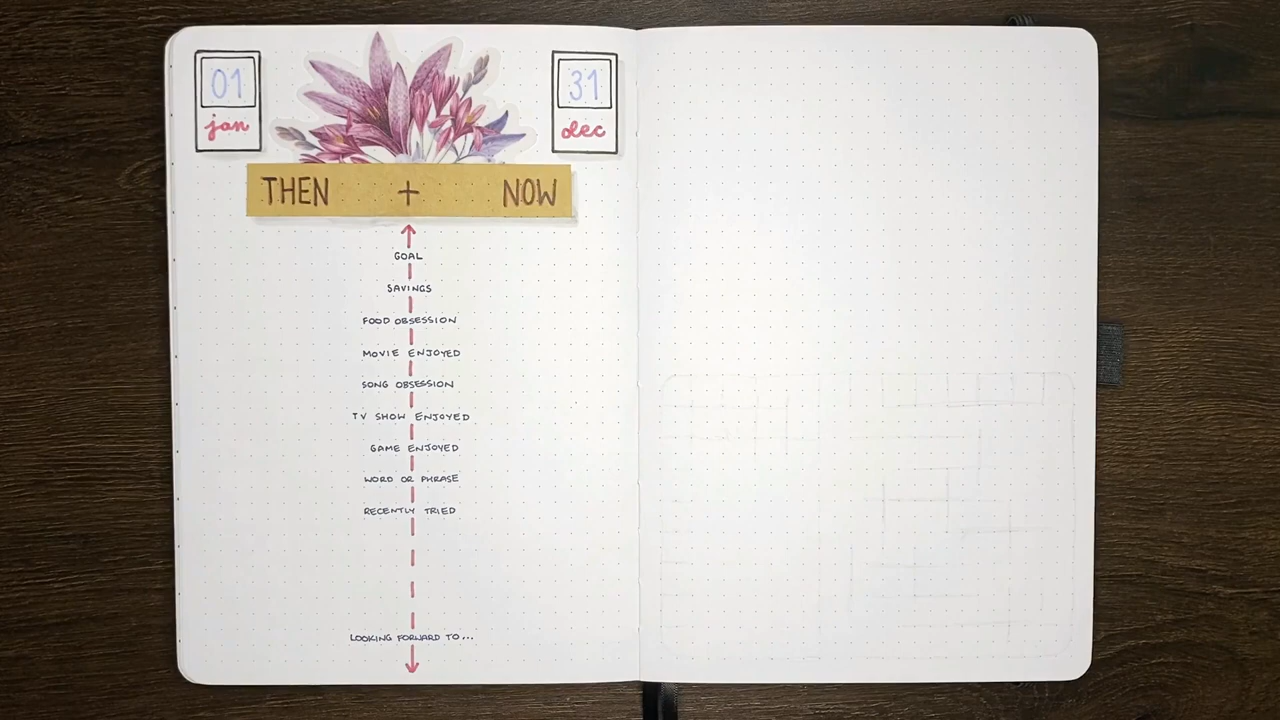 01
jan
31
dec
THEN + NOW
GOAL
SAVINGS
FOOD OBSESSION
MOVIE ENJOYED
SONG OBSESSION
TV SHOW ENJOYED
GAME ENJOYED
WORD OR PHRASE
RECENTLY TRIED
LOOKING FORWARD TO...